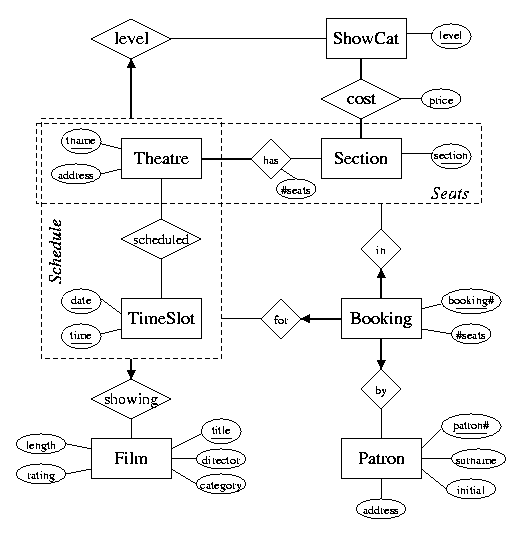 level
ShowCat
level
cost
price
tname
Theatre
has
Section
section
address
#seats
Seats
Schedule
scheduled
in
date
TimeSlot
for
Booking
booking#
time
#seats
showing
by
length
Film
title
director
rating
category
Patron
patron#
surname
initial
address